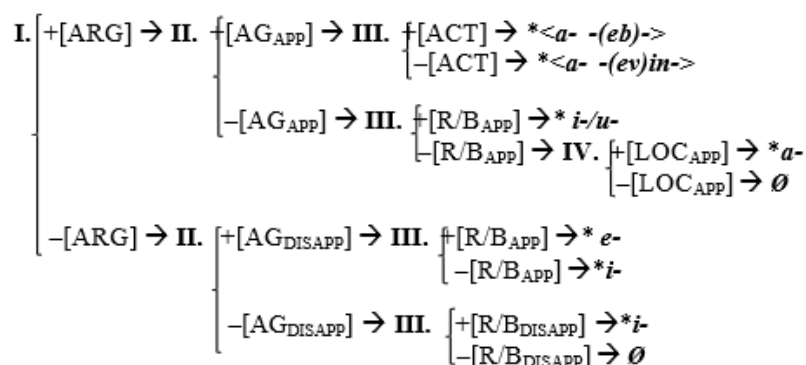 I. +[ARG] → II. +[AG_APP] → III. +[ACT] → *<a- -(eb)->
–[ACT] → *<a- -(ev)in->
–[AG_APP] → III. +[R/B_APP] →* i-/u-
–[R/B_APP] → IV. +[LOC_APP] → *a-
–[LOC_APP] → Ø
–[ARG] → II. +[AG_DISAPP] → III. +[R/B_APP] →* e-
–[R/B_APP] →*i-
–[AG_DISAPP] → III. +[R/B_DISAPP] →*i-
–[R/B_DISAPP] → Ø